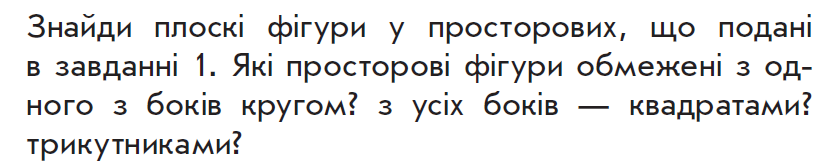 Знайди плоскі фігури у просторових, що подані
в завданні 1. Які просторові фігури обмежені з од-
ного з боків кругом? з усіх боків — квадратами?
трикутниками?